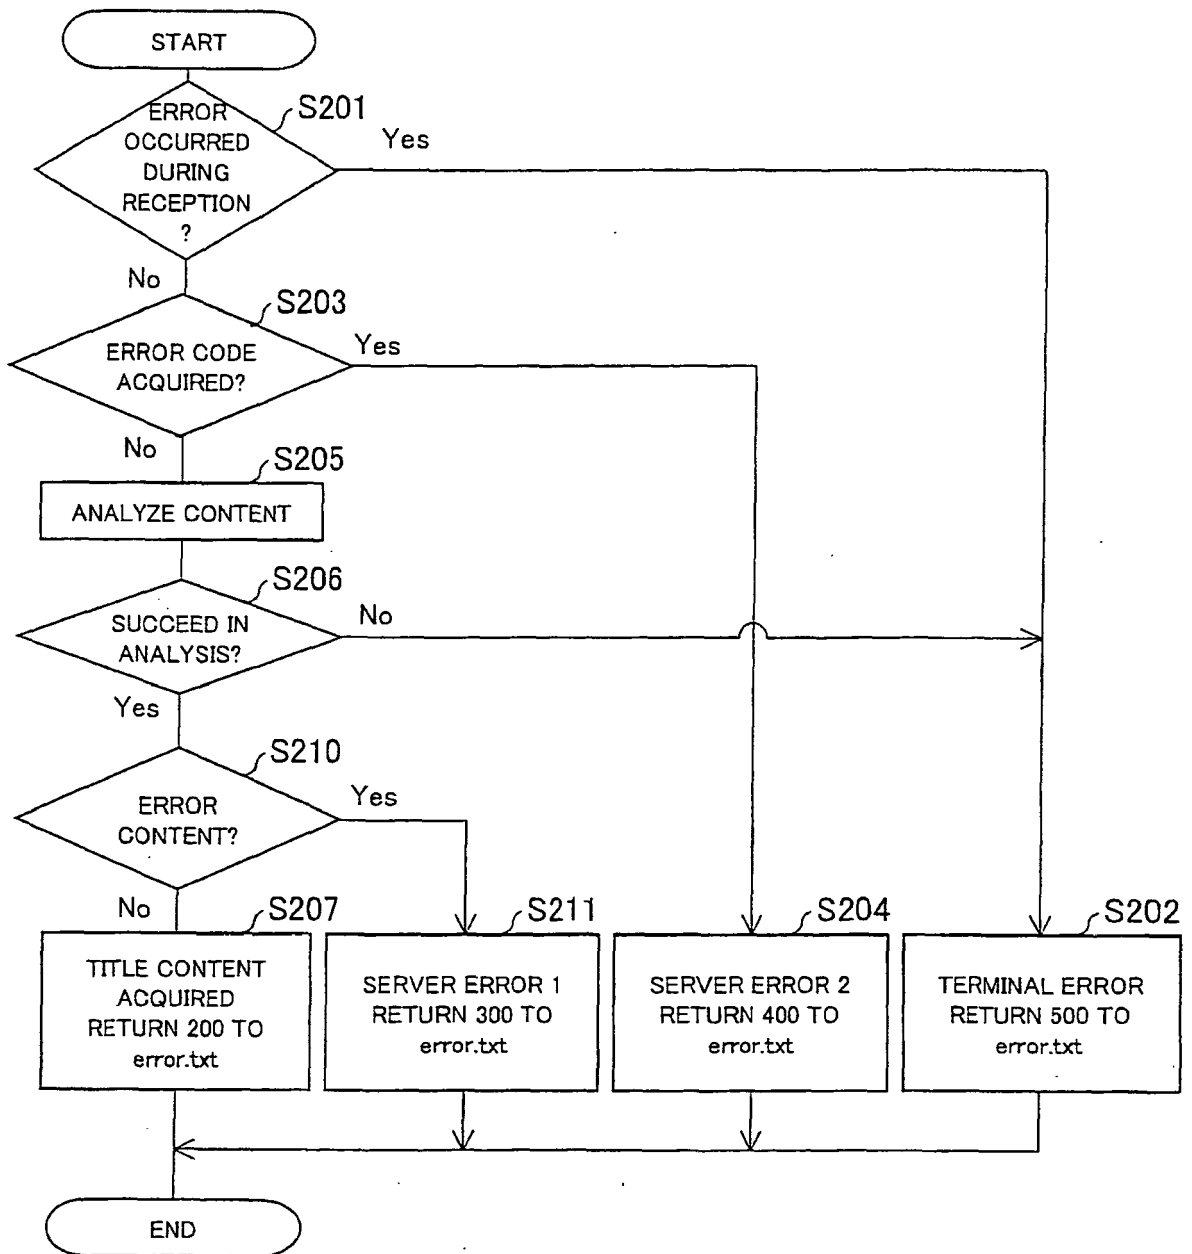 START
S201
ERROR
OCCURRED
DURING
RECEPTION
?
Yes
No
S203
ERROR CODE
ACQUIRED?
Yes
No
S205
ANALYZE CONTENT
S206
SUCCEED IN
ANALYSIS?
No
Yes
S210
ERROR
CONTENT?
Yes
No
S207
TITLE CONTENT
ACQUIRED
RETURN 200 TO
error.txt
S211
SERVER ERROR 1
RETURN 300 TO
error.txt
S204
SERVER ERROR 2
RETURN 400 TO
error.txt
S202
TERMINAL ERROR
RETURN 500 TO
error.txt
END